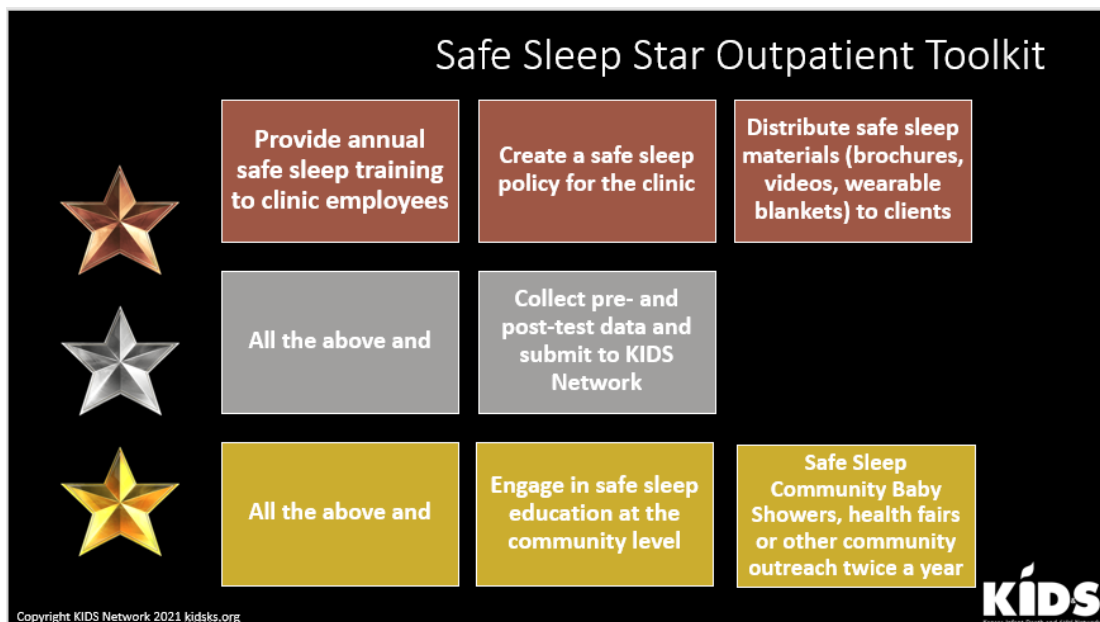 Safe Sleep Star Outpatient Toolkit
Provide annual
safe sleep training
to clinic employees
Create a safe sleep
policy for the clinic
Distribute safe sleep
materials (brochures,
videos, wearable
blankets) to clients
All the above and
Collect pre- and
post-test data and
submit to KIDS
Network
All the above and
Engage in safe sleep
education at the
community level
Safe Sleep
Community Baby
Showers, health fairs
or other community
outreach twice a year
Copyright KIDS Network 2021 kidsks.org
KIDS